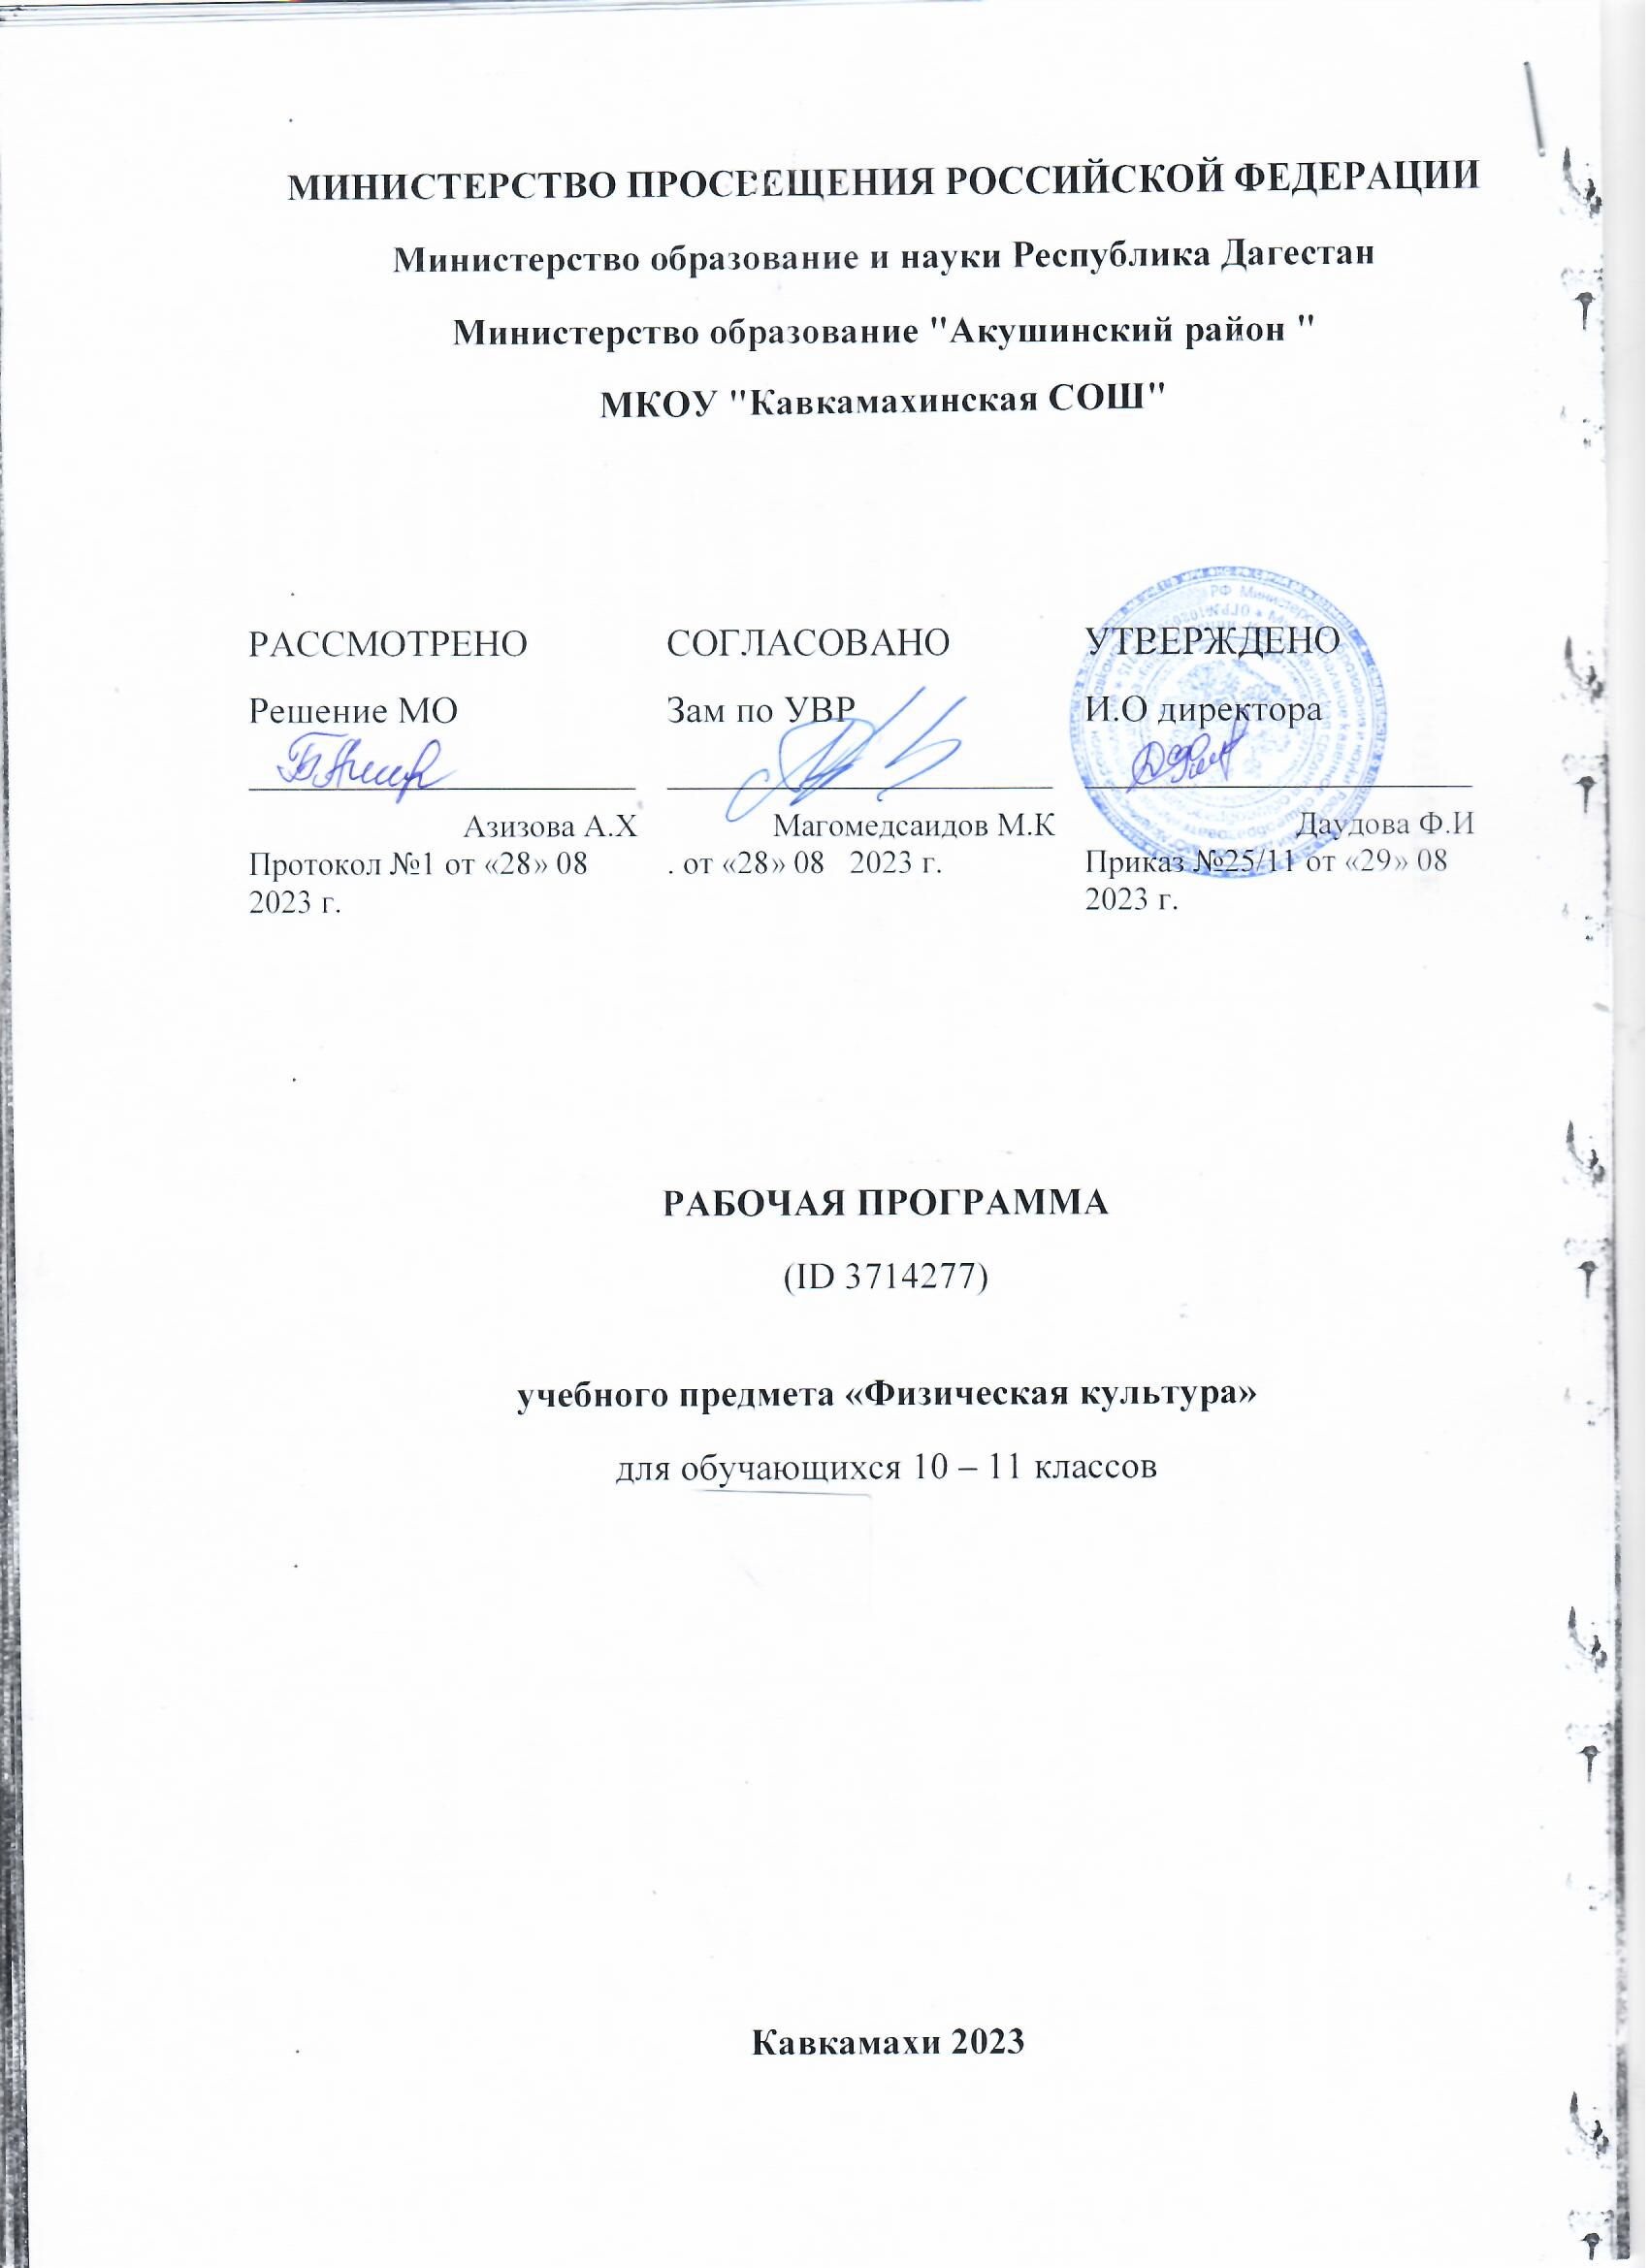 МИНИСТЕРСТВО ПРОСВЕЩЕНИЯ РОССИЙСКОЙ ФЕДЕРАЦИИ
Министерство образование и науки Республика Дагестан
Министерство образование "Акушинский район "
МКОУ "Кавкамахинская СОШ"
РАССМОТРЕНО
Решение МО
Азизова А.Х
Протокол №1 от «28» 08
2023 г.
СОГЛАСОВАНО
Зам по УВР
Магомедсаидов М.К
. от «28» 08 2023 г.
УТВЕРЖДЕНО
И.О директора
Даудова Ф.И
Приказ №25/11 от «29» 08
2023 г.
РАБОЧАЯ ПРОГРАММА
(ID 3714277)
учебного предмета «Физическая культура»
для обучающихся 10 – 11 классов
Кавкамахи 2023